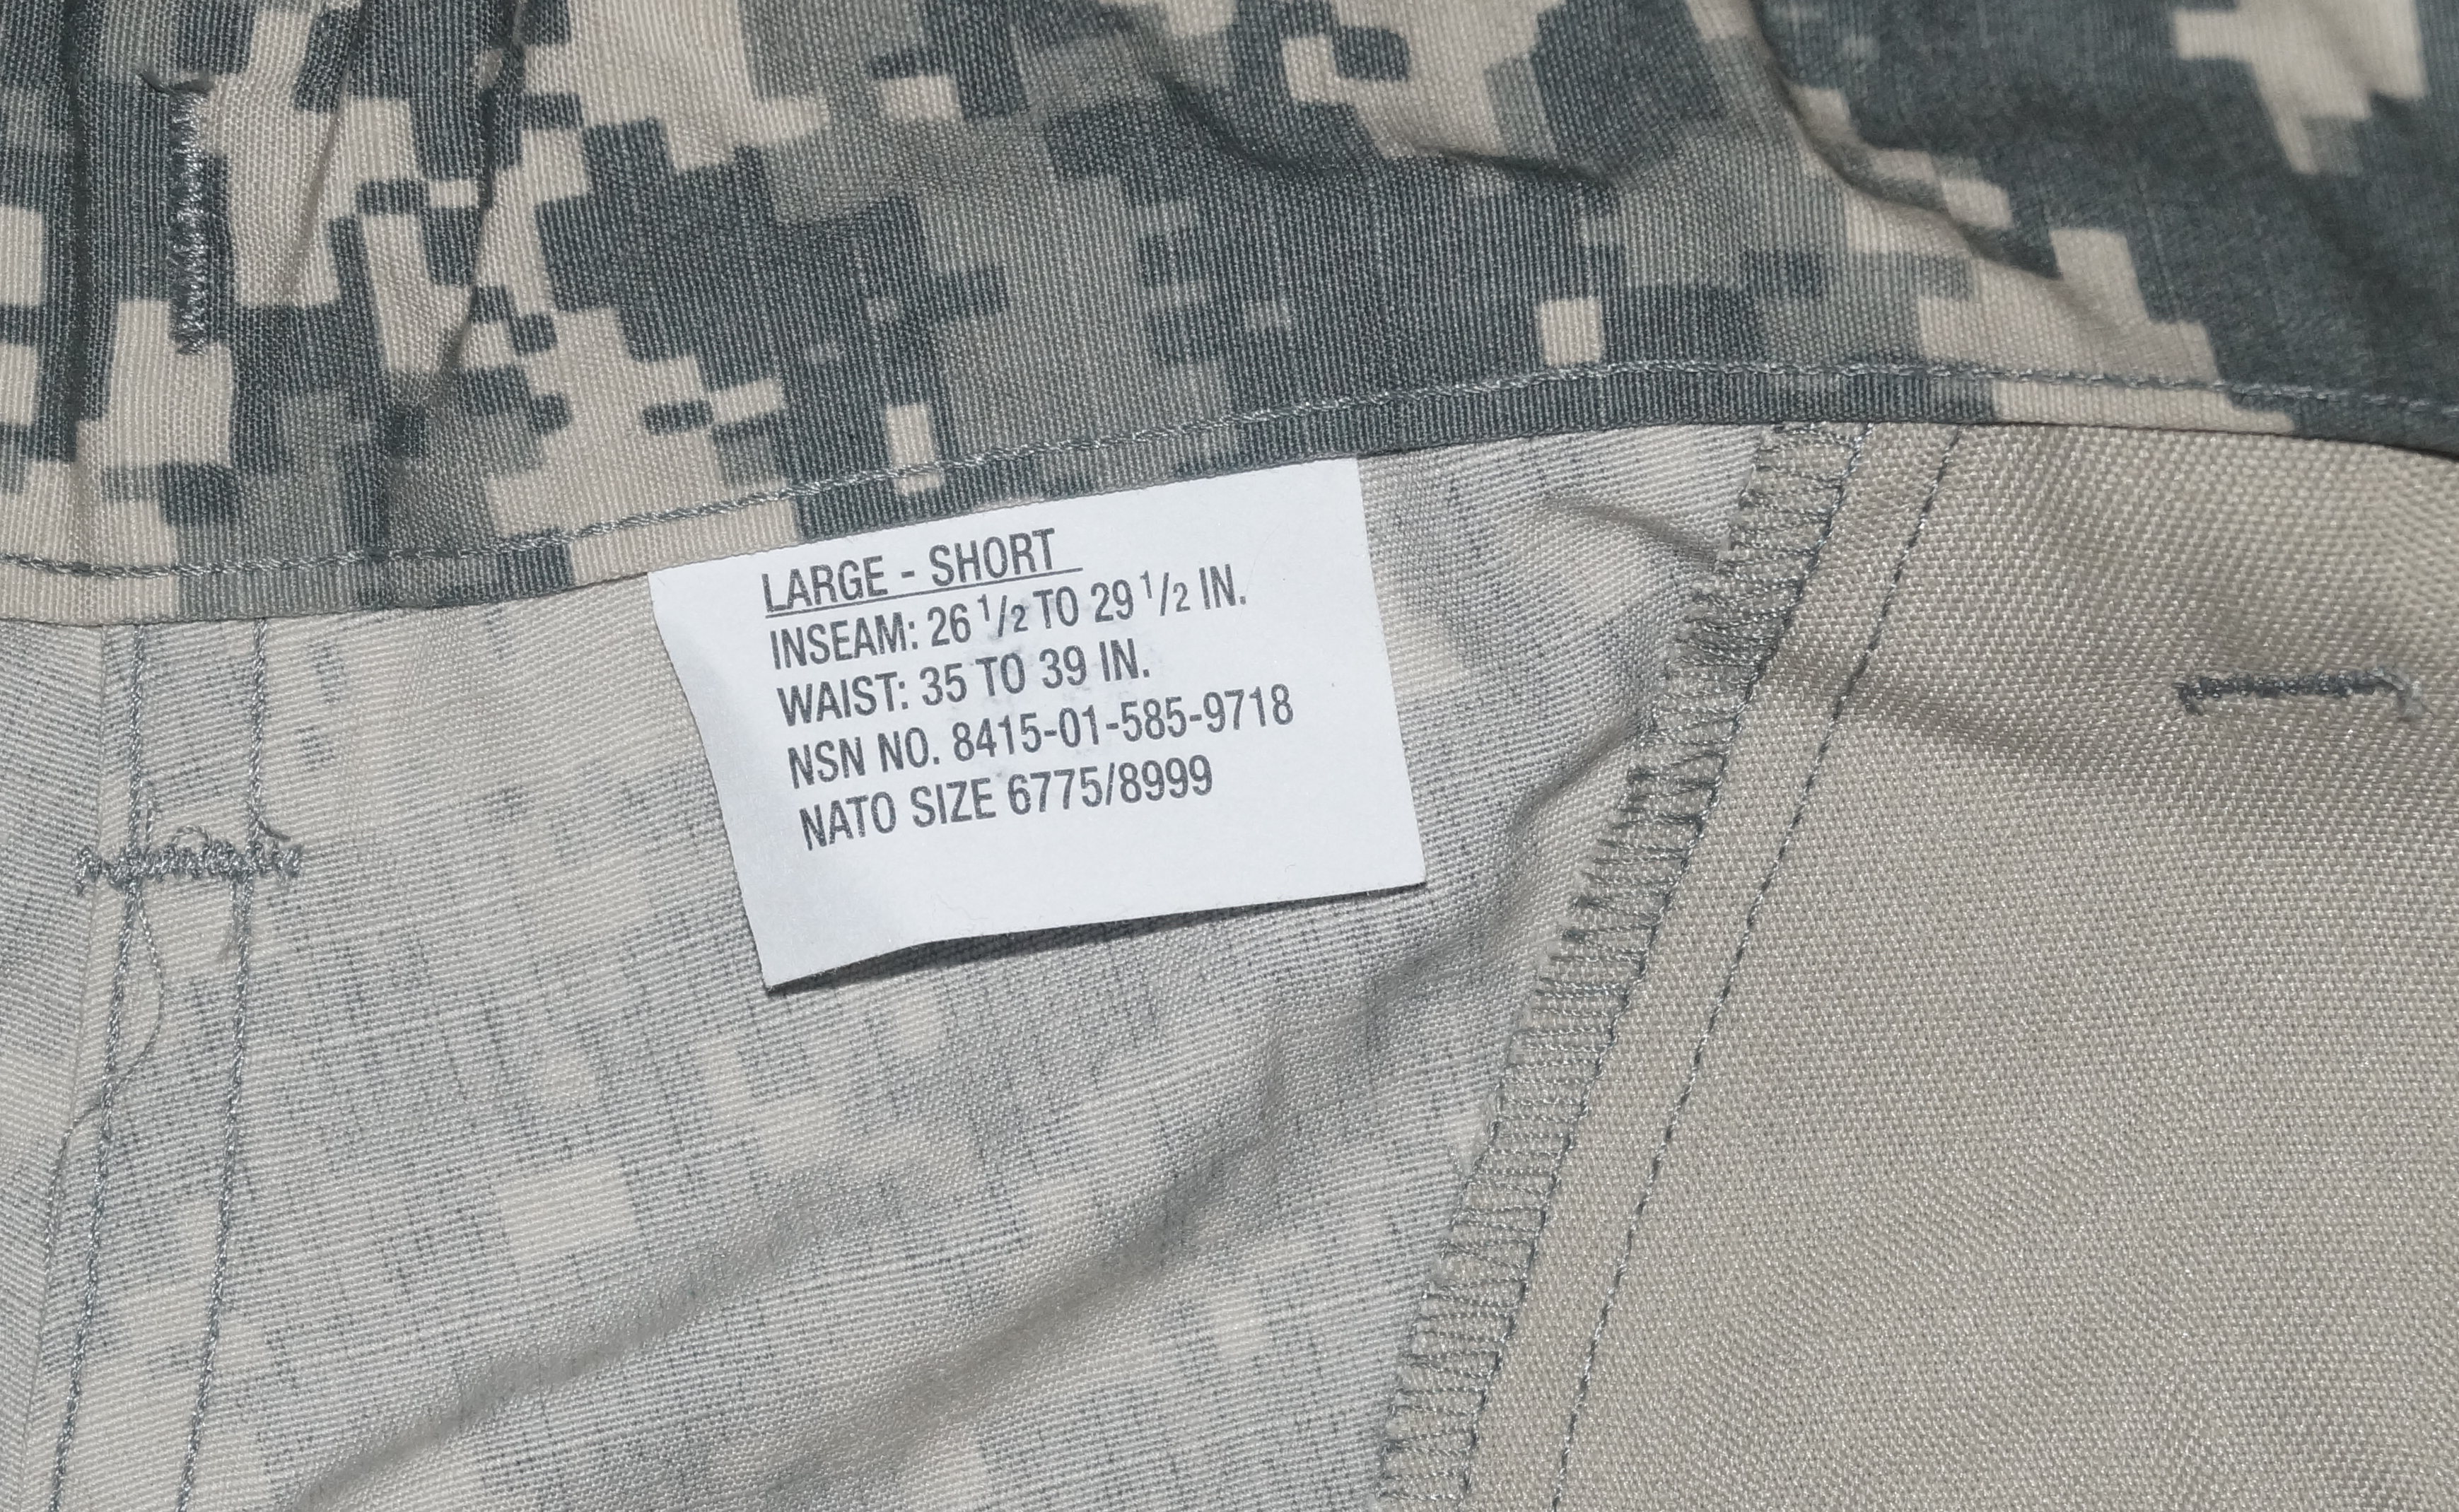 LARGE - SHORT
INSEAM: 26 1/2 TO 29 1/2 IN.
WAIST: 35 TO 39 IN.
NSN NO. 8415-01-585-9718
NATO SIZE 6775/8999